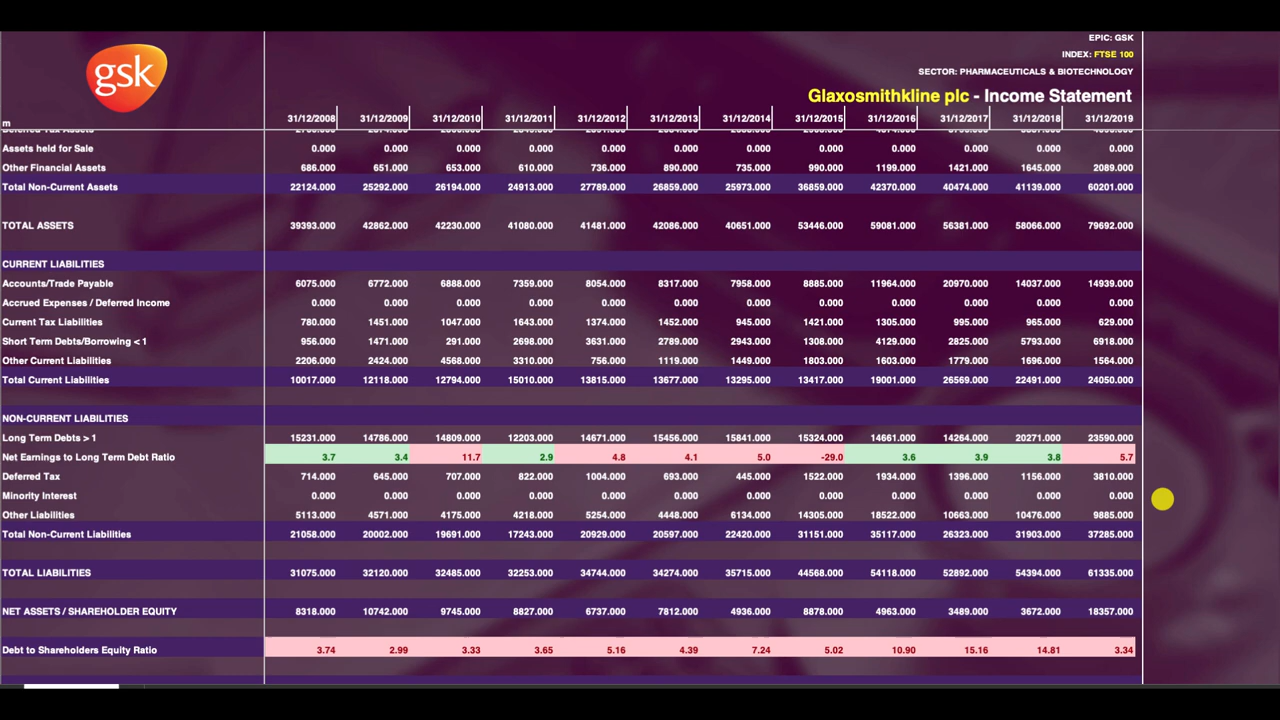 gsk
EPIC: GSK
INDEX: FTSE 100
SECTOR: PHARMACEUTICALS & BIOTECHNOLOGY
Glaxosmithkline plc - Income Statement
m 31/12/2008 31/12/2009 31/12/2010 31/12/2011 31/12/2012 31/12/2013 31/12/2014 31/12/2015 31/12/2016 31/12/2017 31/12/2018 31/12/2019
Deferred Tax Assets
Assets held for Sale 0.000 0.000 0.000 0.000 0.000 0.000 0.000 0.000 0.000 0.000 0.000 0.000
Other Financial Assets 686.000 651.000 653.000 610.000 736.000 890.000 735.000 990.000 1199.000 1421.000 1645.000 2089.000
Total Non-Current Assets 22124.000 25292.000 26194.000 24913.000 27789.000 26859.000 25973.000 36859.000 42370.000 40474.000 41139.000 60201.000
TOTAL ASSETS 39393.000 42862.000 42230.000 41080.000 41481.000 42086.000 40651.000 53446.000 59081.000 56381.000 58066.000 79692.000
CURRENT LIABILITIES
Accounts/Trade Payable 6075.000 6772.000 6888.000 7359.000 8054.000 8317.000 7958.000 8885.000 11964.000 20970.000 14037.000 14939.000
Accrued Expenses / Deferred Income 0.000 0.000 0.000 0.000 0.000 0.000 0.000 0.000 0.000 0.000 0.000 0.000
Current Tax Liabilities 780.000 1451.000 1047.000 1643.000 1374.000 1452.000 945.000 1421.000 1305.000 995.000 965.000 629.000
Short Term Debts/Borrowing < 1 956.000 1471.000 291.000 2698.000 3631.000 2789.000 2943.000 1308.000 4129.000 2825.000 5793.000 6918.000
Other Current Liabilities 2206.000 2424.000 4568.000 3310.000 756.000 1119.000 1449.000 1803.000 1603.000 1779.000 1696.000 1564.000
Total Current Liabilities 10017.000 12118.000 12794.000 15010.000 13815.000 13677.000 13295.000 13417.000 19001.000 26569.000 22491.000 24050.000
NON-CURRENT LIABILITIES
Long Term Debts > 1 15231.000 14786.000 14809.000 12203.000 14671.000 15456.000 15841.000 15324.000 14661.000 14264.000 20271.000 23590.000
Net Earnings to Long Term Debt Ratio 3.7 3.4 11.7 2.9 4.8 4.1 5.0 -29.0 3.6 3.9 3.8 5.7
Deferred Tax 714.000 645.000 707.000 822.000 1004.000 693.000 445.000 1522.000 1934.000 1396.000 1156.000 3810.000
Minority Interest 0.000 0.000 0.000 0.000 0.000 0.000 0.000 0.000 0.000 0.000 0.000 0.000
Other Liabilities 5113.000 4571.000 4175.000 4218.000 5254.000 4448.000 6134.000 14305.000 18522.000 10663.000 10476.000 9885.000
Total Non-Current Liabilities 21058.000 20002.000 19691.000 17243.000 20929.000 20597.000 22420.000 31151.000 35117.000 26323.000 31903.000 37285.000
TOTAL LIABILITIES 31075.000 32120.000 32485.000 32253.000 34744.000 34274.000 35715.000 44568.000 54118.000 52892.000 54394.000 61335.000
NET ASSETS / SHAREHOLDER EQUITY 8318.000 10742.000 9745.000 8827.000 6737.000 7812.000 4936.000 8878.000 4963.000 3489.000 3672.000 18357.000
Debt to Shareholders Equity Ratio 3.74 2.99 3.33 3.65 5.16 4.39 7.24 5.02 10.90 15.16 14.81 3.34